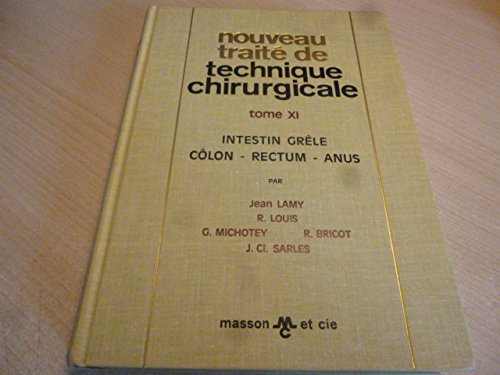 nouveau
traité de
technique
chirurgicale
tome XI
INTESTIN GRÊLE
CÔLON - RECTUM - ANUS
PAR
Jean LAMY
R. LOUIS
G. MICHOTEY R. BRICOT
J. Cl. SARLES
masson MC et cie